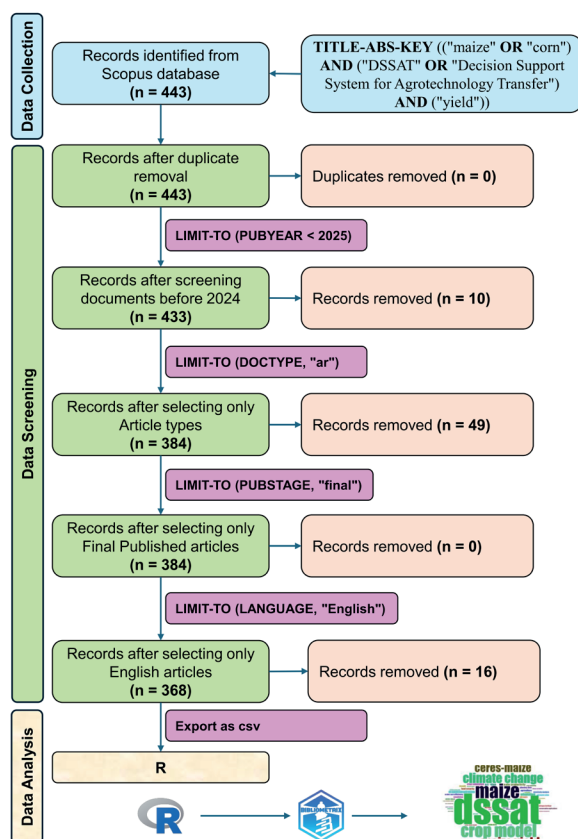 Data Collection
Records identified from
Scopus database
(n = 443)
TITLE-ABS-KEY (("maize" OR "corn")
AND ("DSSAT" OR "Decision Support
System for Agrotechnology Transfer")
AND ("yield"))
Data Screening
Records after duplicate
removal
(n = 443)
Duplicates removed (n = 0)
LIMIT-TO (PUBYEAR < 2025)
Records after screening
documents before 2024
(n = 433)
Records removed (n = 10)
LIMIT-TO (DOCTYPE, "ar")
Records after selecting only
Article types
(n = 384)
Records removed (n = 49)
LIMIT-TO (PUBSTAGE, "final")
Records after selecting only
Final Published articles
(n = 384)
Records removed (n = 0)
LIMIT-TO (LANGUAGE, "English")
Records after selecting only
English articles
(n = 368)
Records removed (n = 16)
Export as csv
Data Analysis
R
R
BIBLIOMETRIX
ceres-maize
climate change
maize
dssat
crop model